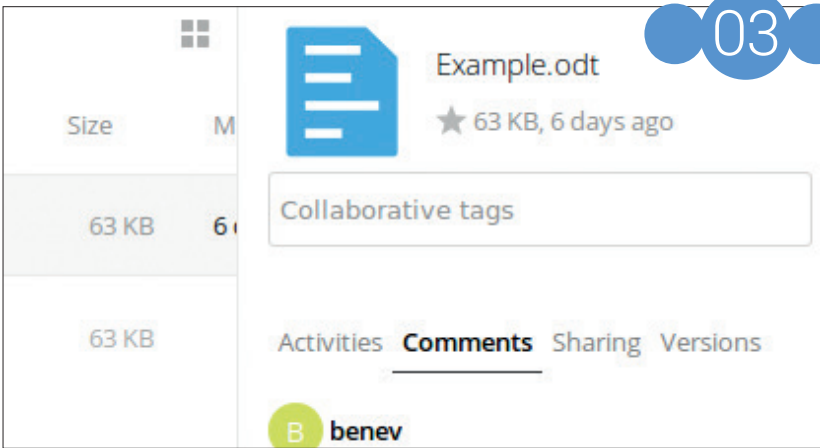 03
Example.odt
63 KB, 6 days ago
Size M
Collaborative tags
63 KB 6
63 KB
Activities Comments Sharing Versions
B benev